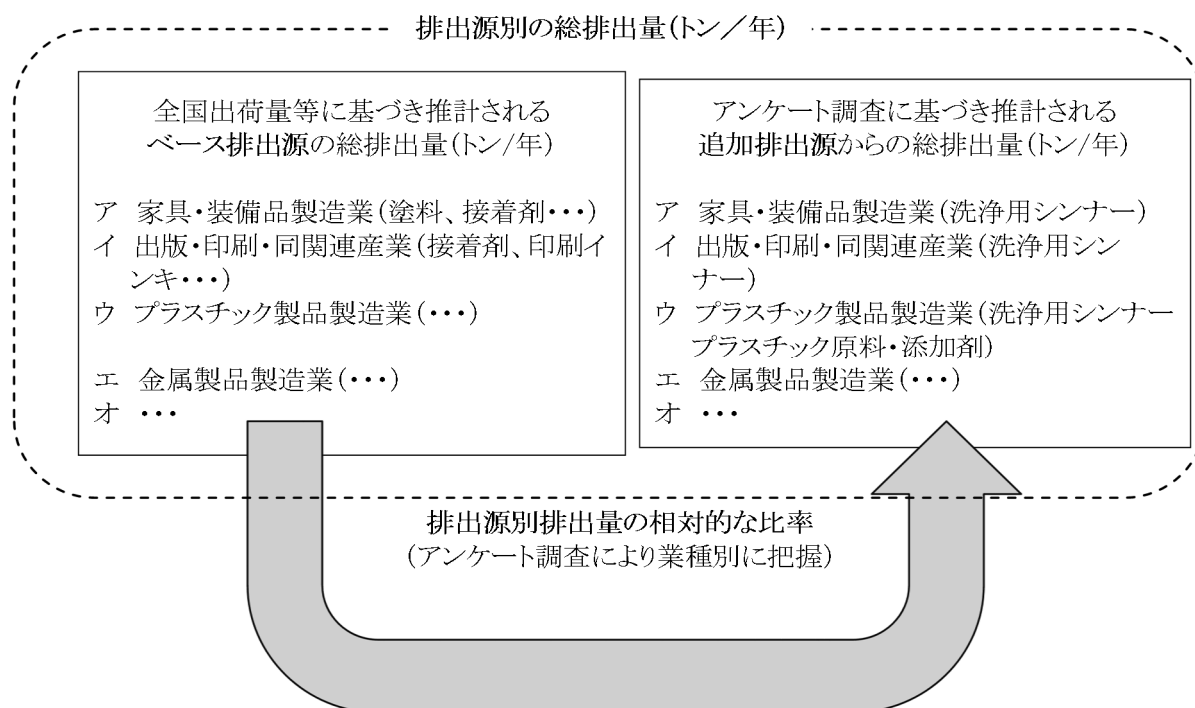 排出源別の総排出量(トン／年)
全国出荷量等に基づき推計される
ベース排出源の総排出量(トン/年)
ア 家具・装備品製造業(塗料、接着剤・・・)
イ 出版・印刷・同関連産業(接着剤、印刷イ
ンキ・・・)
ウ プラスチック製品製造業(・・・)
エ 金属製品製造業(・・・)
オ ・・・
アンケート調査に基づき推計される
追加排出源からの総排出量(トン/年)
ア 家具・装備品製造業(洗浄用シンナー)
イ 出版・印刷・同関連産業(洗浄用シン
ナー)
ウ プラスチック製品製造業(洗浄用シンナー
プラスチック原料・添加剤)
エ 金属製品製造業(・・・)
オ ・・・
排出源別排出量の相対的な比率
(アンケート調査により業種別に把握)